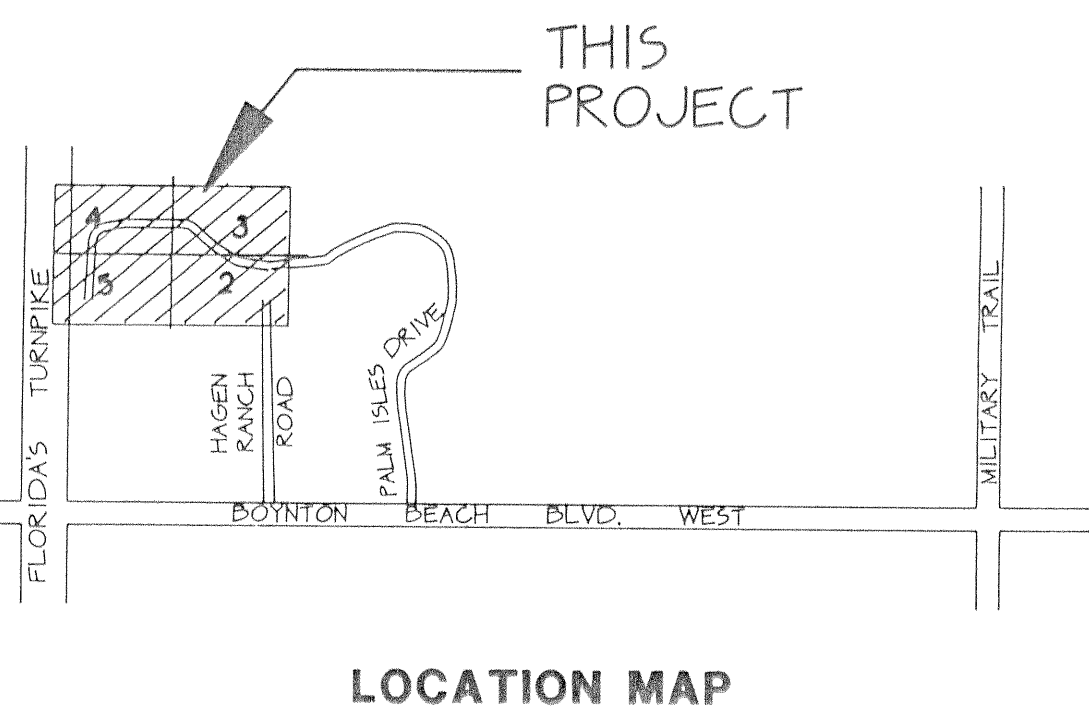 THIS
PROJECT
4
3
5
2
FLORIDA'S TURNPIKE
HAGEN
RANCH
ROAD
PALM ISLES DRIVE
MILITARY TRAIL
BOYNTON BEACH BLVD. WEST
LOCATION MAP